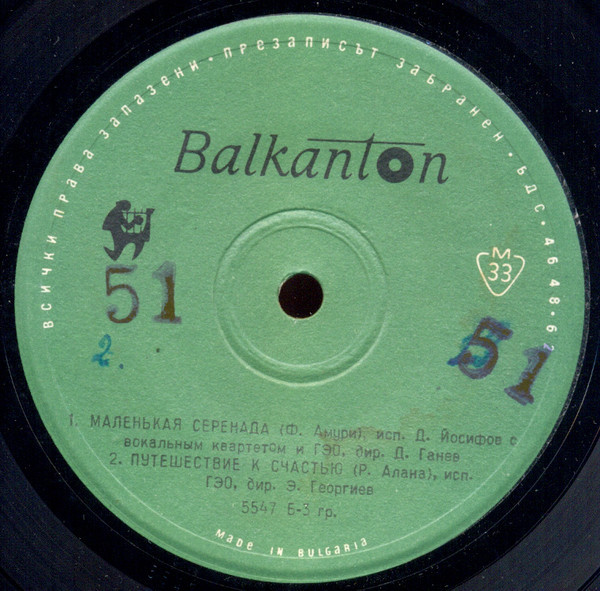 ВСИЧКИ ПРАВА ЗАПАЗЕНИ · ПРЕЗАПИСЪТ ЗАБРАНЕН · БДС · 4648 · 62
Balkanton
51
M
33
2.
51
1. МАЛЕНЬКАЯ СЕРЕНАДА (Ф. Амури), исп. Д. Йосифов с
вокальным квартетом и ГЭО, дир. Д. Ганев
2. ПУТЕШЕСТВИЕ К СЧАСТЬЮ (Р. Алана), исп.
ГЭО, дир. Э. Георгиев
5547 Б-3 гр.
MADE IN BULGARIA